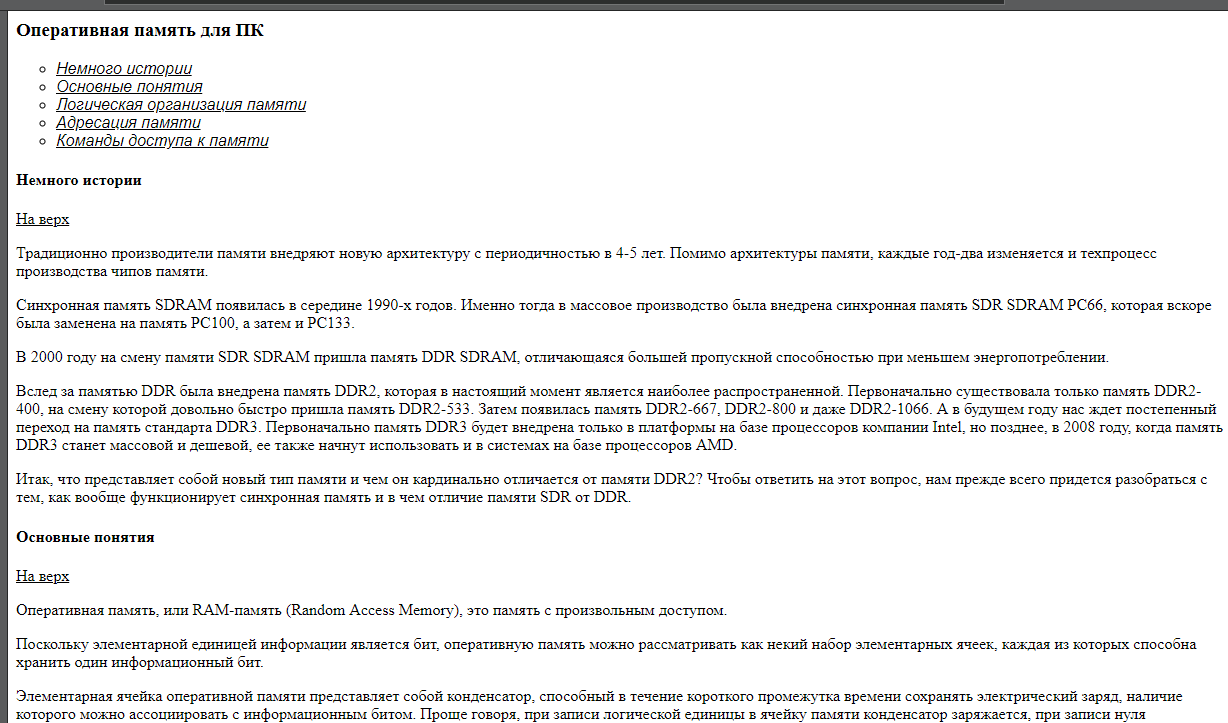 Оперативная память для ПК
Немного истории
Основные понятия
Логическая организация памяти
Адресация памяти
Команды доступа к памяти
Немного истории
На верх
Традиционно производители памяти внедряют новую архитектуру с периодичностью в 4-5 лет. Помимо архитектуры памяти, каждые год-два изменяется и техпроцесс
производства чипов памяти.
Синхронная память SDRAM появилась в середине 1990-х годов. Именно тогда в массовое производство была внедрена синхронная память SDR SDRAM PC66, которая вскоре
была заменена на память PC100, а затем и PC133.
В 2000 году на смену памяти SDR SDRAM пришла память DDR SDRAM, отличающаяся большей пропускной способностью при меньшем энергопотреблении.
Вслед за памятью DDR была внедрена память DDR2, которая в настоящий момент является наиболее распространенной. Первоначально существовала только память DDR2-
400, на смену которой довольно быстро пришла память DDR2-533. Затем появилась память DDR2-667, DDR2-800 и даже DDR2-1066. А в будущем году нас ждет постепенный
переход на память стандарта DDR3. Первоначально память DDR3 будет внедрена только в платформы на базе процессоров компании Intel, но позднее, в 2008 году, когда память
DDR3 станет массовой и дешевой, ее также начнут использовать и в системах на базе процессоров AMD.
Итак, что представляет собой новый тип памяти и чем он кардинально отличается от памяти DDR2? Чтобы ответить на этот вопрос, нам прежде всего придется разобраться с
тем, как вообще функционирует синхронная память и в чем отличие памяти SDR от DDR.
Основные понятия
На верх
Оперативная память, или RAM-память (Random Access Memory), это память с произвольным доступом.
Поскольку элементарной единицей информации является бит, оперативную память можно рассматривать как некий набор элементарных ячеек, каждая из которых способна
хранить один информационный бит.
Элементарная ячейка оперативной памяти представляет собой конденсатор, способный в течение короткого промежутка времени сохранять электрический заряд, наличие
которого можно ассоциировать с информационным битом. Проще говоря, при записи логической единицы в ячейку памяти конденсатор заряжается, при записи нуля